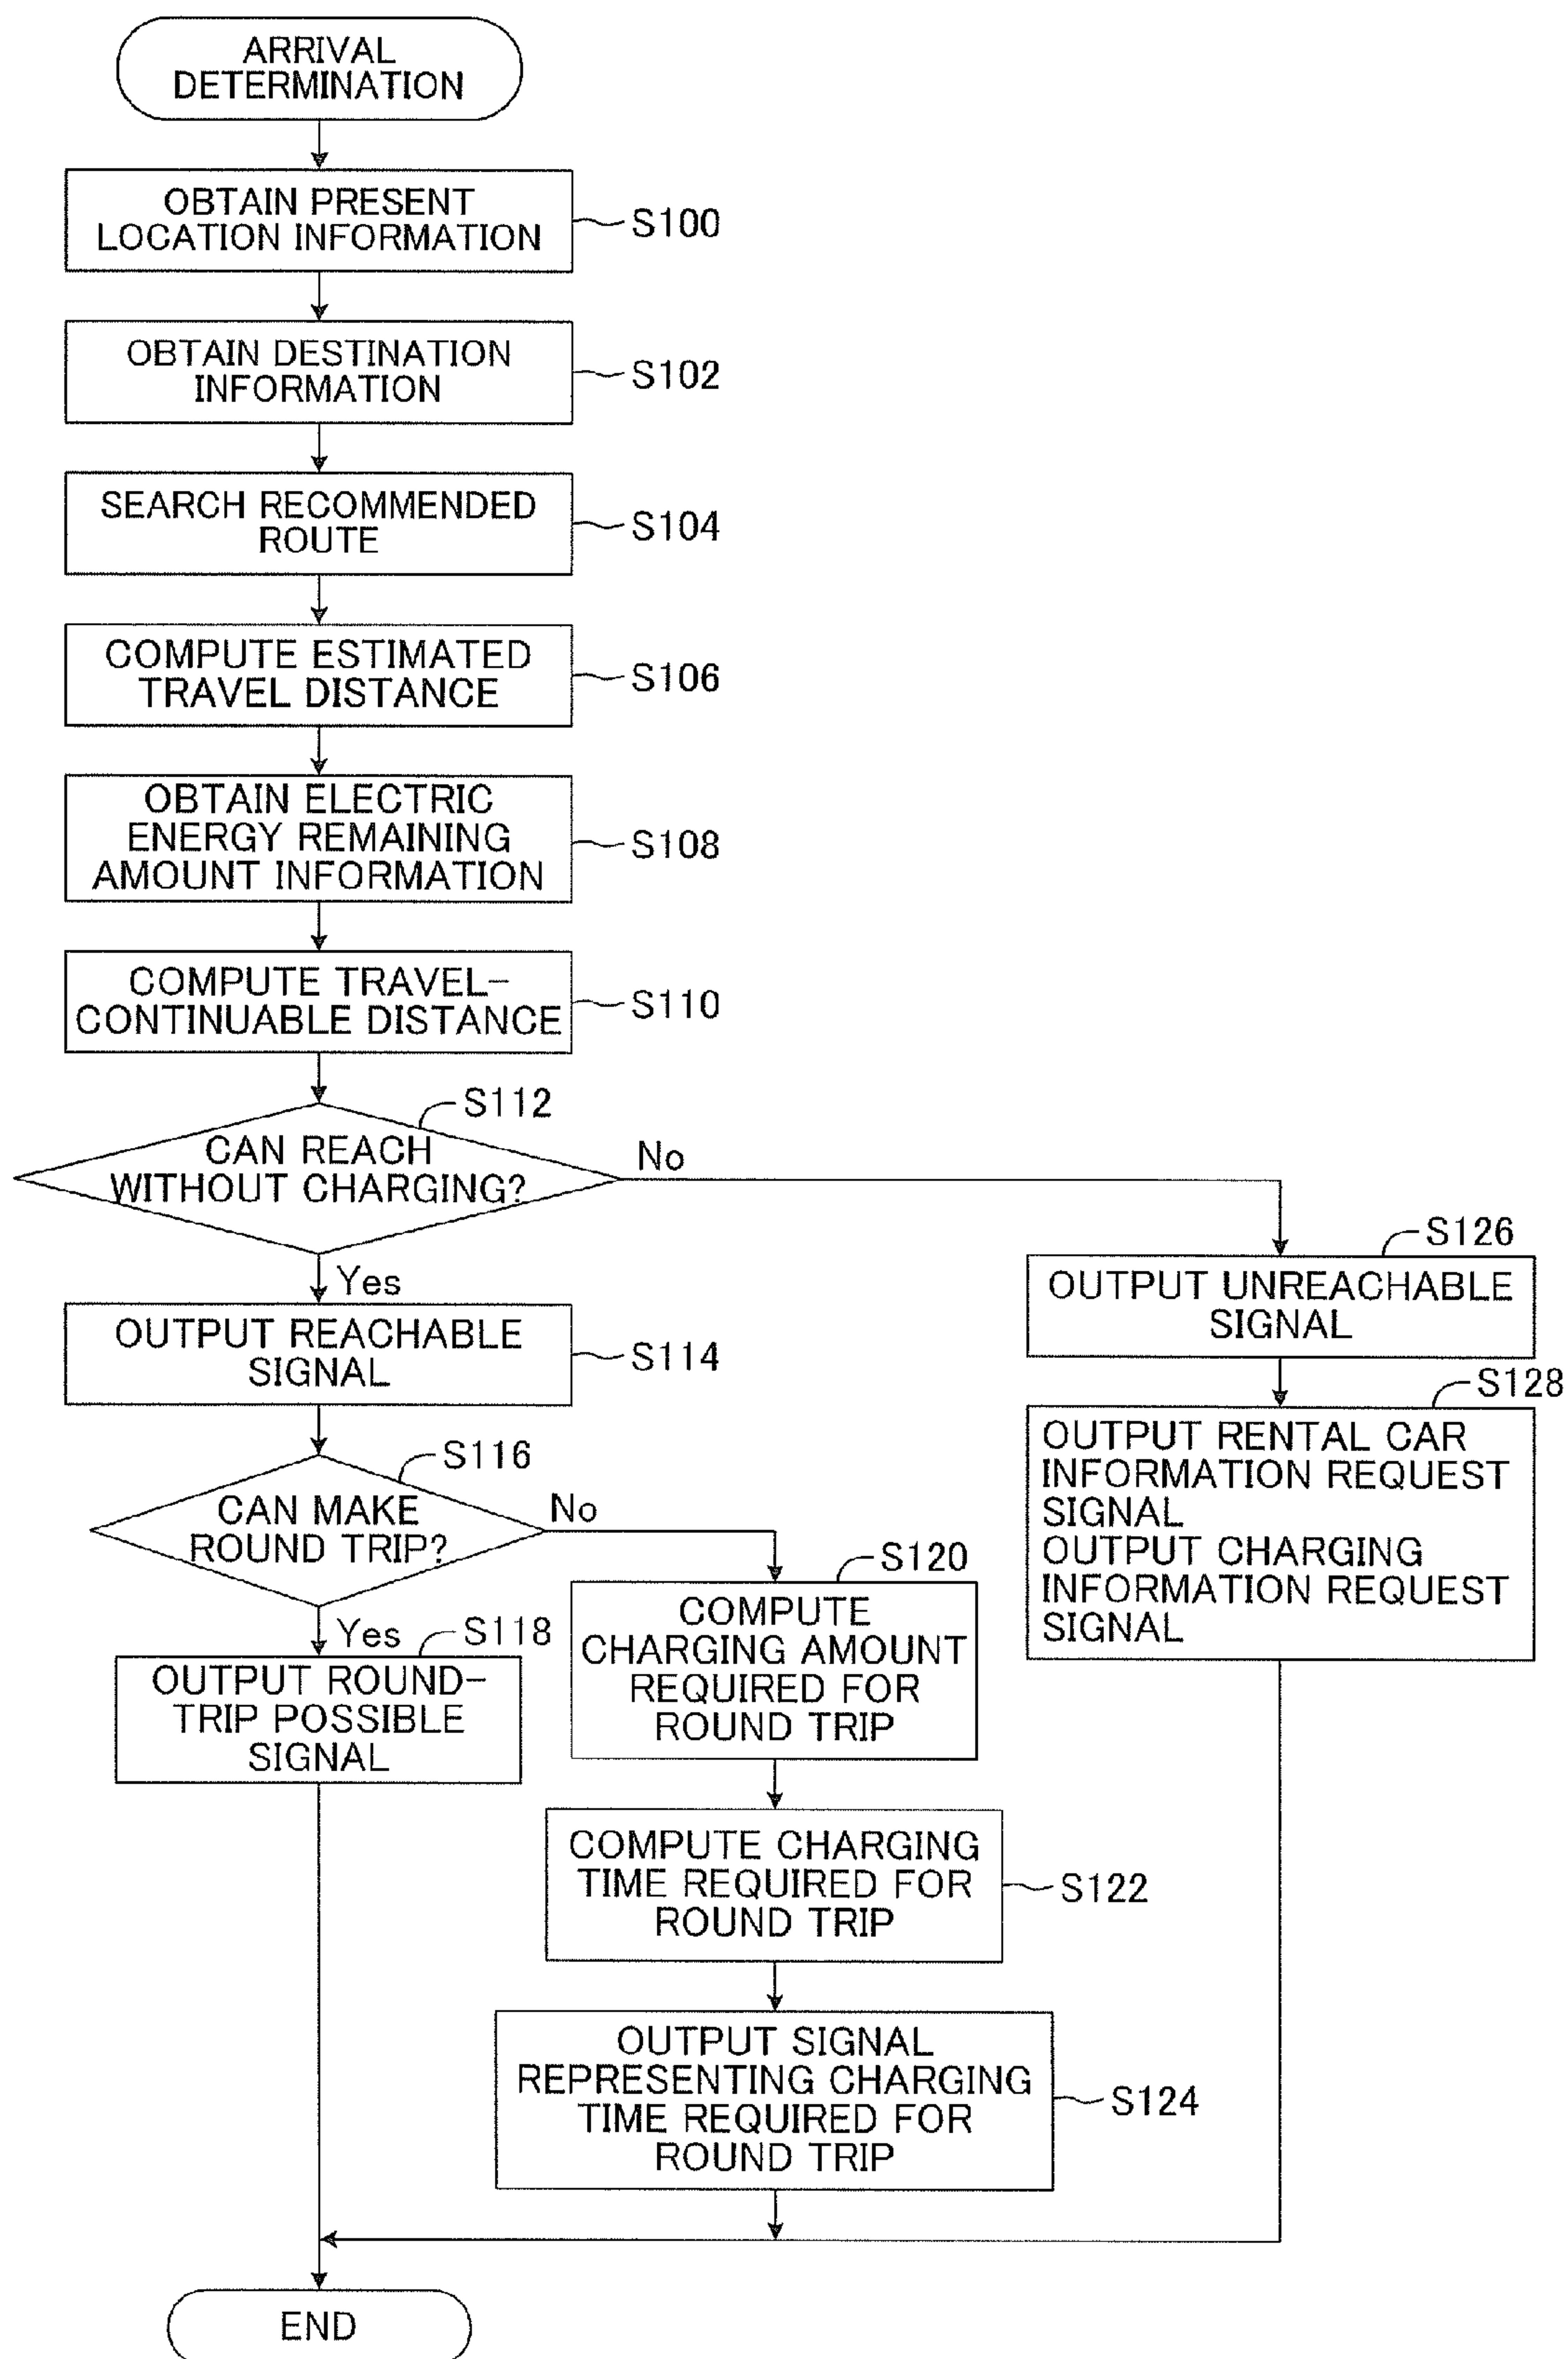 ARRIVAL
DETERMINATION
OBTAIN PRESENT
LOCATION INFORMATION
S100
OBTAIN DESTINATION
INFORMATION
S102
SEARCH RECOMMENDED
ROUTE
S104
COMPUTE ESTIMATED
TRAVEL DISTANCE
S106
OBTAIN ELECTRIC
ENERGY REMAINING
AMOUNT INFORMATION
S108
COMPUTE TRAVEL-
CONTINUABLE DISTANCE
S110
S112
CAN REACH
WITHOUT CHARGING?
No
Yes
S126
OUTPUT UNREACHABLE
SIGNAL
OUTPUT REACHABLE
SIGNAL
S114
S128
OUTPUT RENTAL CAR
INFORMATION REQUEST
SIGNAL
OUTPUT CHARGING
INFORMATION REQUEST
SIGNAL
S116
CAN MAKE
ROUND TRIP?
No
Yes
S118
OUTPUT ROUND-
TRIP POSSIBLE
SIGNAL
S120
COMPUTE
CHARGING AMOUNT
REQUIRED FOR
ROUND TRIP
COMPUTE CHARGING
TIME REQUIRED FOR
ROUND TRIP
S122
OUTPUT SIGNAL
REPRESENTING CHARGING
TIME REQUIRED FOR
ROUND TRIP
S124
END